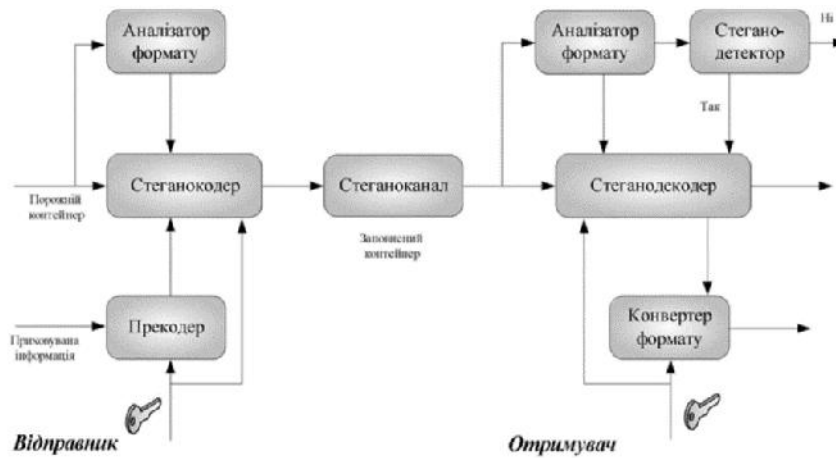 Аналізатор
формату
Аналізатор
формату
Стегано-
детектор
Ні
Так
Стеганокодер
Стеганоканал
Стеганодекодер
Порожній
контейнер
Заповнений
контейнер
Прекодер
Конвертер
формату
Прихована
інформація
Відправник
Отримувач